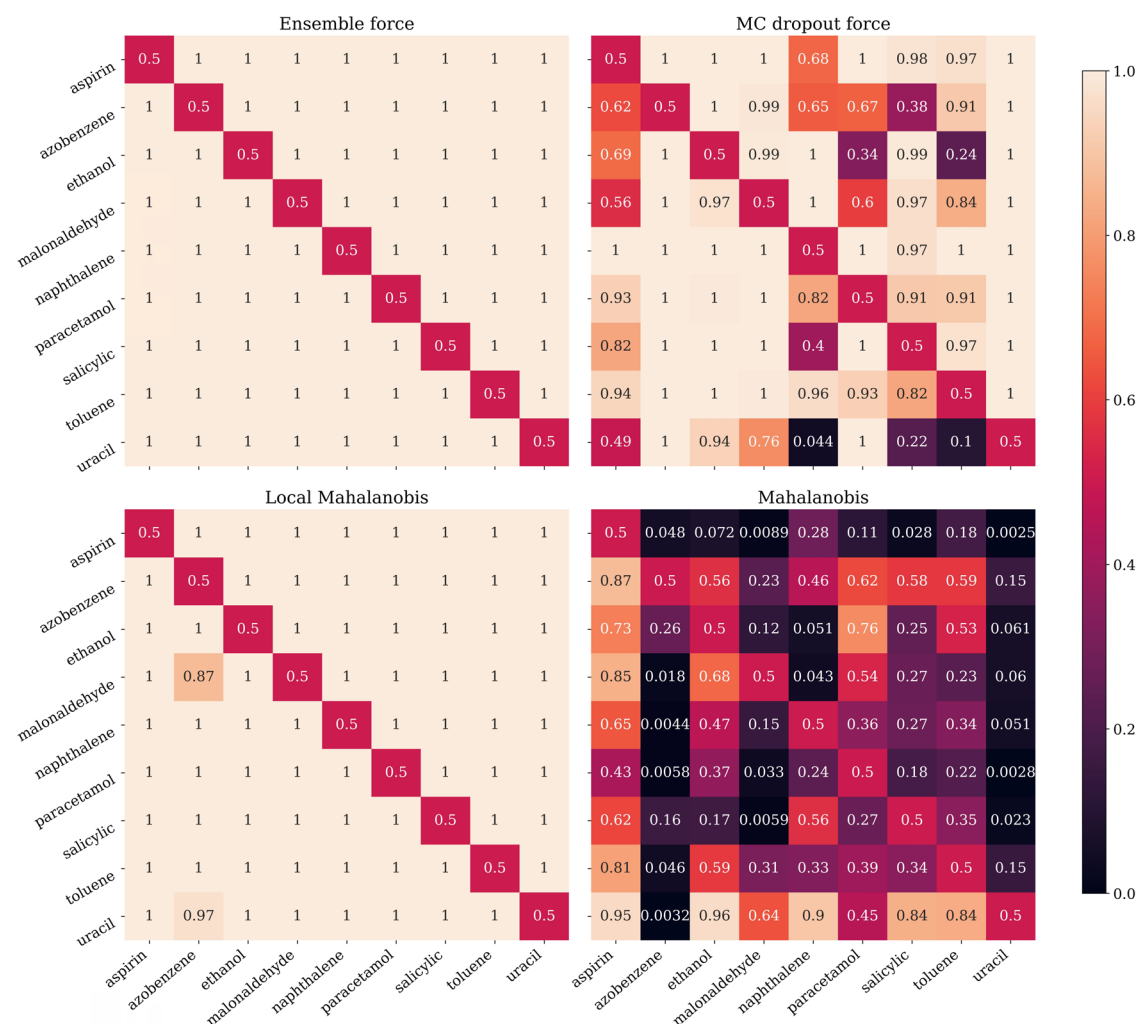 Ensemble force
aspirin 0.5 1 1 1 1 1 1 1 1
azobenzene 1 0.5 1 1 1 1 1 1 1
ethanol 1 1 0.5 1 1 1 1 1 1
malonaldehyde 1 1 1 0.5 1 1 1 1 1
naphthalene 1 1 1 1 0.5 1 1 1 1
paracetamol 1 1 1 1 1 0.5 1 1 1
salicylic 1 1 1 1 1 1 0.5 1 1
toluene 1 1 1 1 1 1 1 0.5 1
uracil 1 1 1 1 1 1 1 1 0.5
MC dropout force
0.5 1 1 1 0.68 1 0.98 0.97 1
0.62 0.5 1 0.99 0.65 0.67 0.38 0.91 1
0.69 1 0.5 0.99 1 0.34 0.99 0.24 1
0.56 1 0.97 0.5 1 0.6 0.97 0.84 1
1 1 1 1 0.5 1 0.97 1 1
0.93 1 1 1 0.82 0.5 0.91 0.91 1
0.82 1 1 1 0.4 1 0.5 0.97 1
0.94 1 1 1 0.96 0.93 0.82 0.5 1
0.49 1 0.94 0.76 0.044 1 0.22 0.1 0.5
Local Mahalanobis
aspirin 0.5 1 1 1 1 1 1 1 1
azobenzene 1 0.5 1 1 1 1 1 1 1
ethanol 1 1 0.5 1 1 1 1 1 1
malonaldehyde 1 0.87 1 0.5 1 1 1 1 1
naphthalene 1 1 1 1 0.5 1 1 1 1
paracetamol 1 1 1 1 1 0.5 1 1 1
salicylic 1 1 1 1 1 1 0.5 1 1
toluene 1 1 1 1 1 1 1 0.5 1
uracil 1 0.97 1 1 1 1 1 1 0.5
aspirin azobenzene ethanol malonaldehyde naphthalene paracetamol salicylic toluene uracil
Mahalanobis
0.5 0.048 0.072 0.0089 0.28 0.11 0.028 0.18 0.0025
0.87 0.5 0.56 0.23 0.46 0.62 0.58 0.59 0.15
0.73 0.26 0.5 0.12 0.051 0.76 0.25 0.53 0.061
0.85 0.018 0.68 0.5 0.043 0.54 0.27 0.23 0.06
0.65 0.0044 0.47 0.15 0.5 0.36 0.27 0.34 0.051
0.43 0.0058 0.37 0.033 0.24 0.5 0.18 0.22 0.0028
0.62 0.16 0.17 0.0059 0.56 0.27 0.5 0.35 0.023
0.81 0.046 0.59 0.31 0.33 0.39 0.34 0.5 0.15
0.95 0.0032 0.96 0.64 0.9 0.45 0.84 0.84 0.5
aspirin azobenzene ethanol malonaldehyde naphthalene paracetamol salicylic toluene uracil
1.0
0.8
0.6
0.4
0.2
0.0